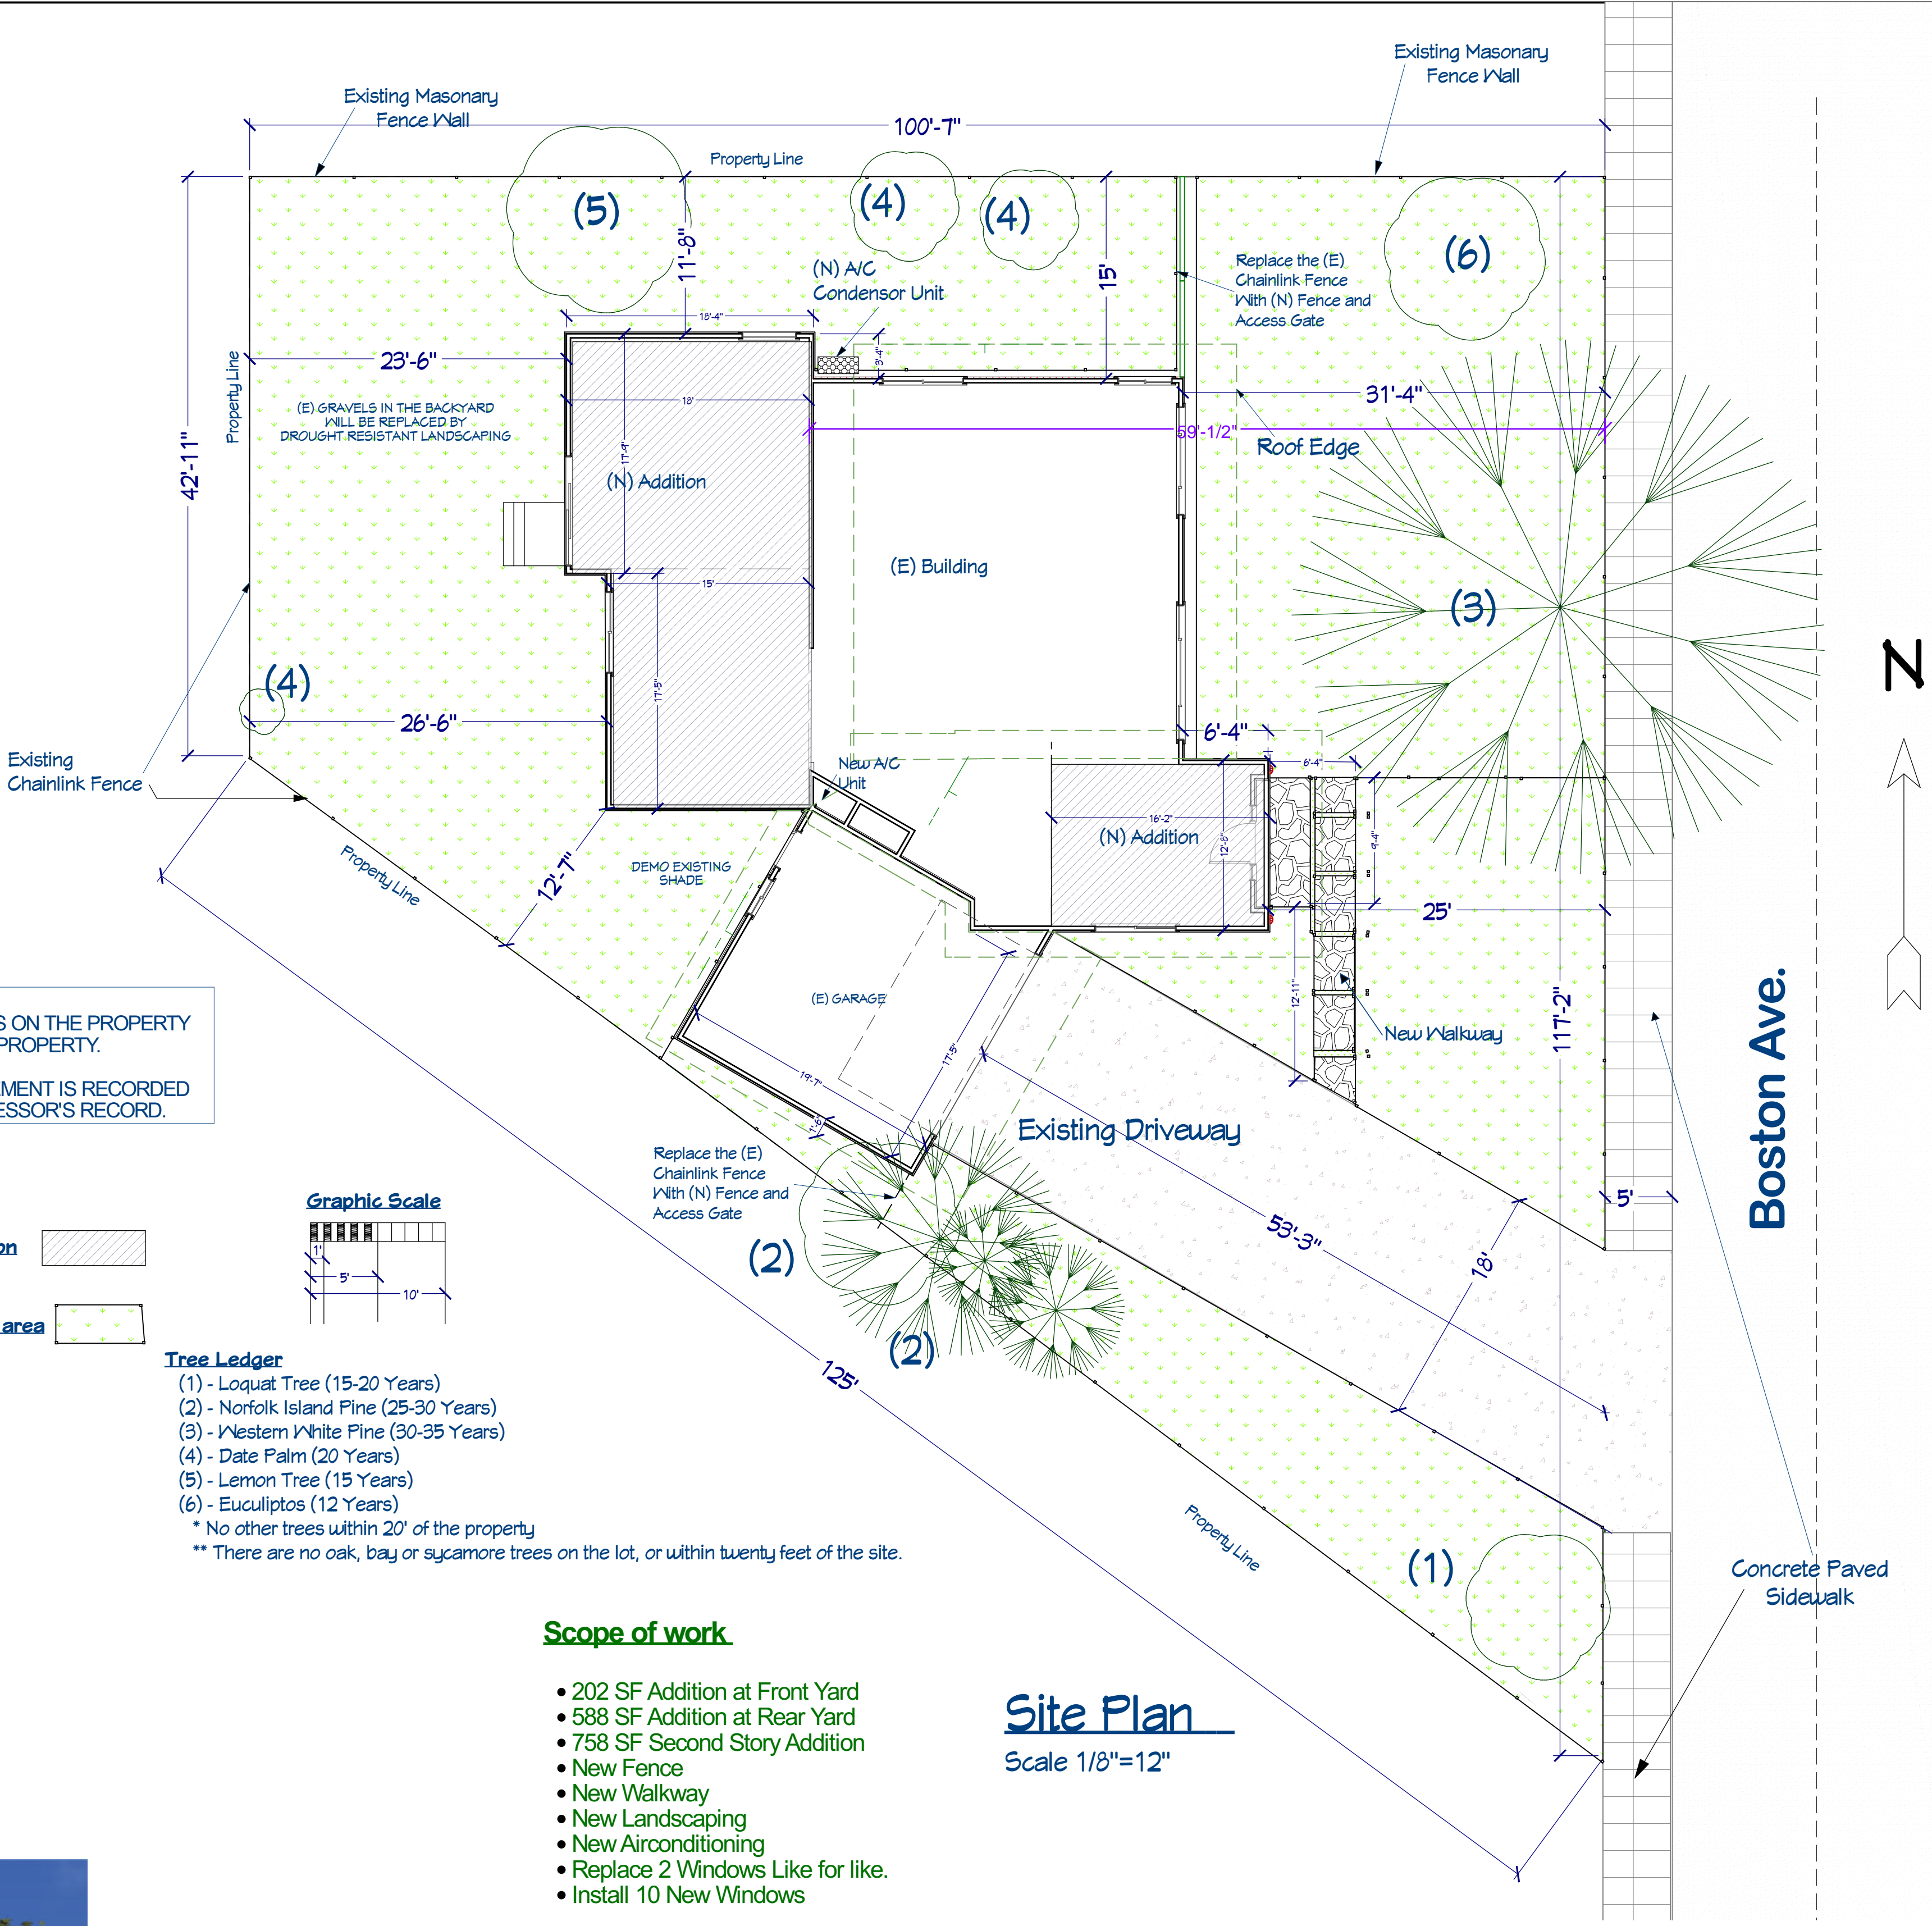 Existing Masonary
Fence Wall
Existing Masonary
Fence Wall
100'-7"
Property Line
(5)
(4)
(4)
(6)
11'-8"
15'
(N) A/C
Condensor Unit
Replace the (E)
Chainlink Fence
With (N) Fence and
Access Gate
18'-4"
3'-4"
23'-6"
Property Line
42'-11"
(E) GRAVELS IN THE BACKYARD
WILL BE REPLACED BY
DROUGHT RESISTANT LANDSCAPING
18'
31'-4"
59'-1/2"
Roof Edge
17'-9"
(N) Addition
(E) Building
15'
(3)
N
(4)
17'-5"
26'-6"
6'-4"
6'-4"
Existing
Chainlink Fence
New A/C
Unit
16'-2"
(N) Addition
12'-8"
9'-4"
25'
12'-7"
Property Line
DEMO EXISTING
SHADE
(E) GARAGE
12'-11"
117'-2"
New Walkway
Boston Ave.
S ON THE PROPERTY
PROPERTY.
MENT IS RECORDED
ESSOR'S RECORD.
19'-7"
17'-5"
1'-6"
Existing Driveway
Replace the (E)
Chainlink Fence
With (N) Fence and
Access Gate
53'-3"
18'
5'
(2)
(2)
125'
Graphic Scale
1'
5'
10'
on
area
Tree Ledger
(1) - Loquat Tree (15-20 Years)
(2) - Norfolk Island Pine (25-30 Years)
(3) - Western White Pine (30-35 Years)
(4) - Date Palm (20 Years)
(5) - Lemon Tree (15 Years)
(6) - Euculiptos (12 Years)
* No other trees within 20' of the property
** There are no oak, bay or sycamore trees on the lot, or within twenty feet of the site.
Property Line
(1)
Concrete Paved
Sidewalk
Scope of work
• 202 SF Addition at Front Yard
• 588 SF Addition at Rear Yard
• 758 SF Second Story Addition
• New Fence
• New Walkway
• New Landscaping
• New Airconditioning
• Replace 2 Windows Like for like.
• Install 10 New Windows
Site Plan
Scale 1/8"=12"